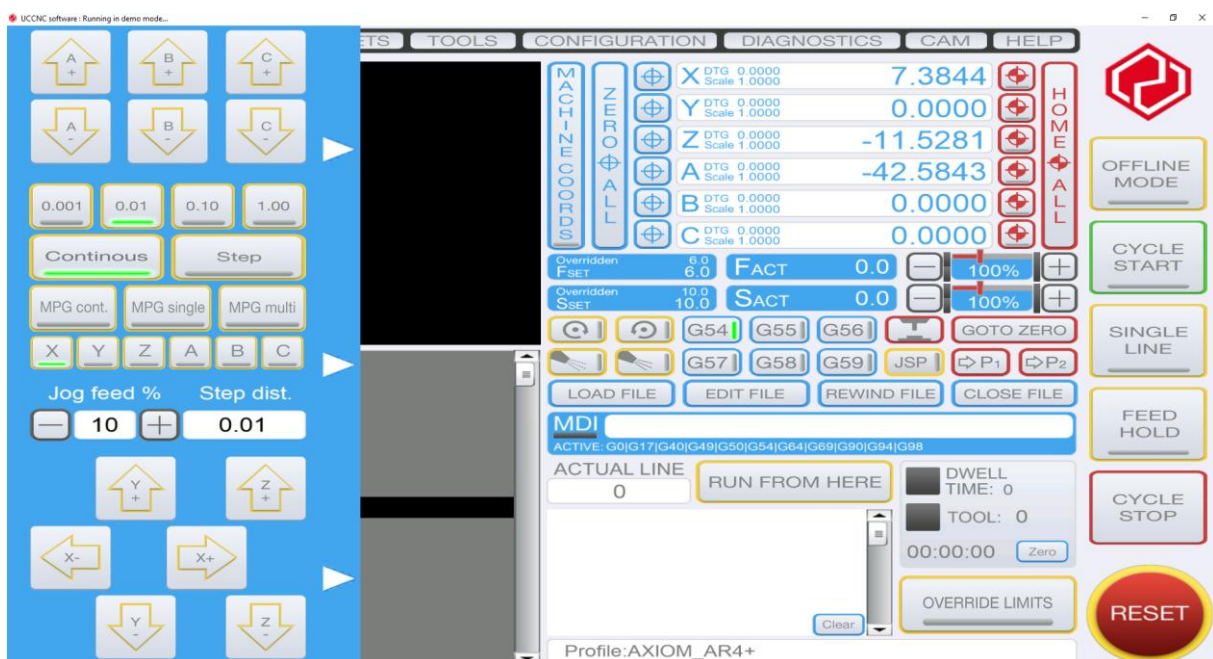 UCCNC software : Running in demo mode...
TS TOOLS CONFIGURATION DIAGNOSTICS CAM HELP
A + B + C +
A - B - C -
0.001 0.01 0.10 1.00
Continous Step
MPG cont. MPG single MPG multi
X Y Z A B C
Jog feed % Step dist.
10 0.01
Y + Z +
X- X+
Y - Z -
MACHINE COORDS
ZERO ALL
X DTG 0.0000 Scale 1.0000 7.3844
Y DTG 0.0000 Scale 1.0000 0.0000
Z DTG 0.0000 Scale 1.0000 -11.5281
A DTG 0.0000 Scale 1.0000 -42.5843
B DTG 0.0000 Scale 1.0000 0.0000
C DTG 0.0000 Scale 1.0000 0.0000
HOME ALL
Overridden 6.0
FSET 6.0 FACT 0.0 100%
Overridden 10.0
SSET 10.0 SACT 0.0 100%
G54 G55 G56 GOTO ZERO
G57 G58 G59 JSP P1 P2
LOAD FILE EDIT FILE REWIND FILE CLOSE FILE
MDI
ACTIVE: G0|G17|G40|G49|G50|G54|G64|G69|G90|G94|G98
ACTUAL LINE
0
RUN FROM HERE
DWELL
TIME: 0
TOOL: 0
00:00:00 Zero
Clear
OVERRIDE LIMITS
Profile:AXIOM_AR4+
OFFLINE
MODE
CYCLE
START
SINGLE
LINE
FEED
HOLD
CYCLE
STOP
RESET